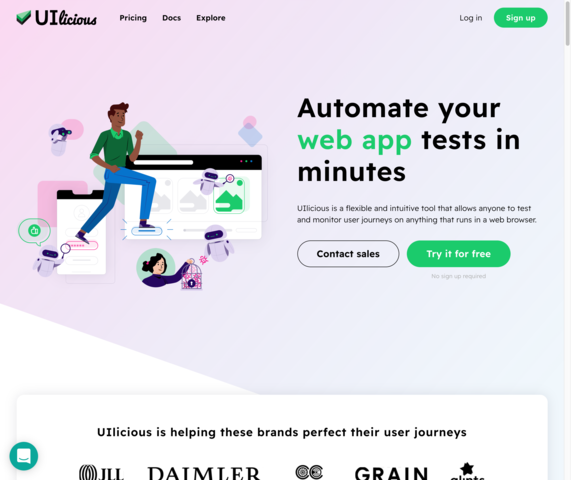 UIlicious
Pricing
Docs
Explore
Log in
Sign up
Automate your
web app tests in
minutes
UIlicious is a flexible and intuitive tool that allows anyone to test
and monitor user journeys on anything that runs in a web browser.
Contact sales
Try it for free
No sign up required
UIlicious is helping these brands perfect their user journeys
JLL
DAIMLER
GRAIN
glints